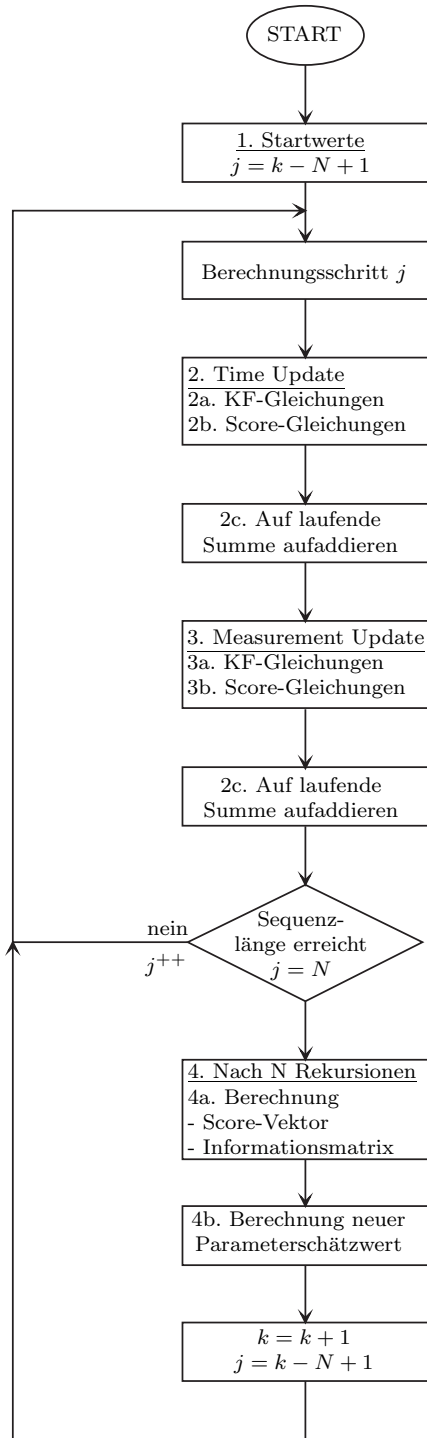 START
1. Startwerte
j = k − N + 1
Berechnungsschritt j
2. Time Update
2a. KF-Gleichungen
2b. Score-Gleichungen
2c. Auf laufende
Summe aufaddieren
3. Measurement Update
3a. KF-Gleichungen
3b. Score-Gleichungen
2c. Auf laufende
Summe aufaddieren
nein
j++
Sequenz-
länge erreicht
j = N
4. Nach N Rekursionen
4a. Berechnung
- Score-Vektor
- Informationsmatrix
4b. Berechnung neuer
Parameterschätzwert
k = k + 1
j = k − N + 1